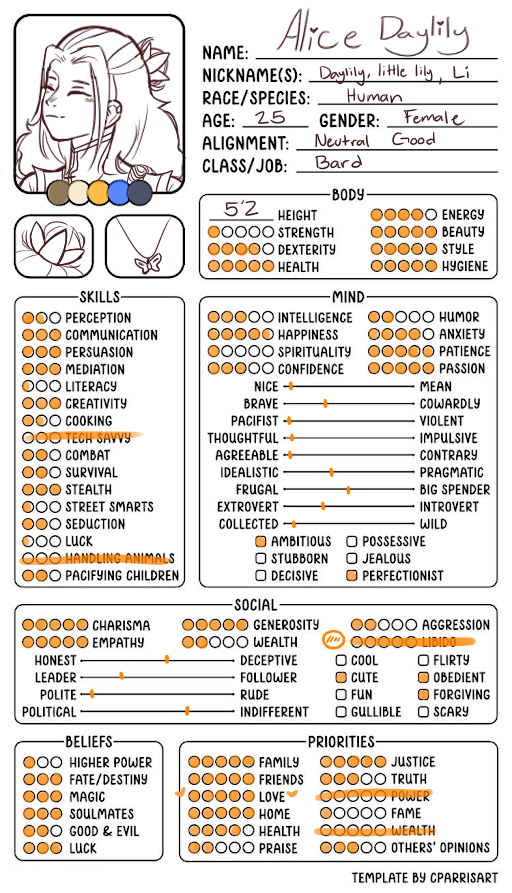 NAME: Alice Daylily
NICKNAME(S): Daylily, little lily, Li
RACE/SPECIES: Human
AGE: 25 GENDER: Female
ALIGNMENT: Neutral Good
CLASS/JOB: Bard
BODY
5'2 HEIGHT ENERGY
STRENGTH BEAUTY
DEXTERITY STYLE
HEALTH HYGIENE
SKILLS
PERCEPTION
COMMUNICATION
PERSUASION
MEDIATION
LITERACY
CREATIVITY
COOKING
TECH SAVVY
COMBAT
SURVIVAL
STEALTH
STREET SMARTS
SEDUCTION
LUCK
HANDLING ANIMALS
PACIFYING CHILDREN
MIND
INTELLIGENCE HUMOR
HAPPINESS ANXIETY
SPIRITUALITY PATIENCE
CONFIDENCE PASSION
NICE MEAN
BRAVE COWARDLY
PACIFIST VIOLENT
THOUGHTFUL IMPULSIVE
AGREEABLE CONTRARY
IDEALISTIC PRAGMATIC
FRUGAL BIG SPENDER
EXTROVERT INTROVERT
COLLECTED WILD
AMBITIOUS POSSESSIVE
STUBBORN JEALOUS
DECISIVE PERFECTIONIST
SOCIAL
CHARISMA GENEROSITY AGGRESSION
EMPATHY WEALTH LIBIDO
HONEST DECEPTIVE COOL FLIRTY
LEADER FOLLOWER CUTE OBEDIENT
POLITE RUDE FUN FORGIVING
POLITICAL INDIFFERENT GULLIBLE SCARY
BELIEFS
HIGHER POWER
FATE/DESTINY
MAGIC
SOULMATES
GOOD & EVIL
LUCK
PRIORITIES
FAMILY JUSTICE
FRIENDS TRUTH
LOVE POWER
HOME FAME
HEALTH WEALTH
PRAISE OTHERS' OPINIONS
TEMPLATE BY CPARRISART